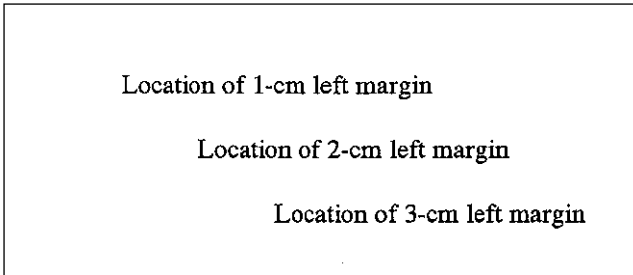 Location of 1-cm left margin
Location of 2-cm left margin
Location of 3-cm left margin